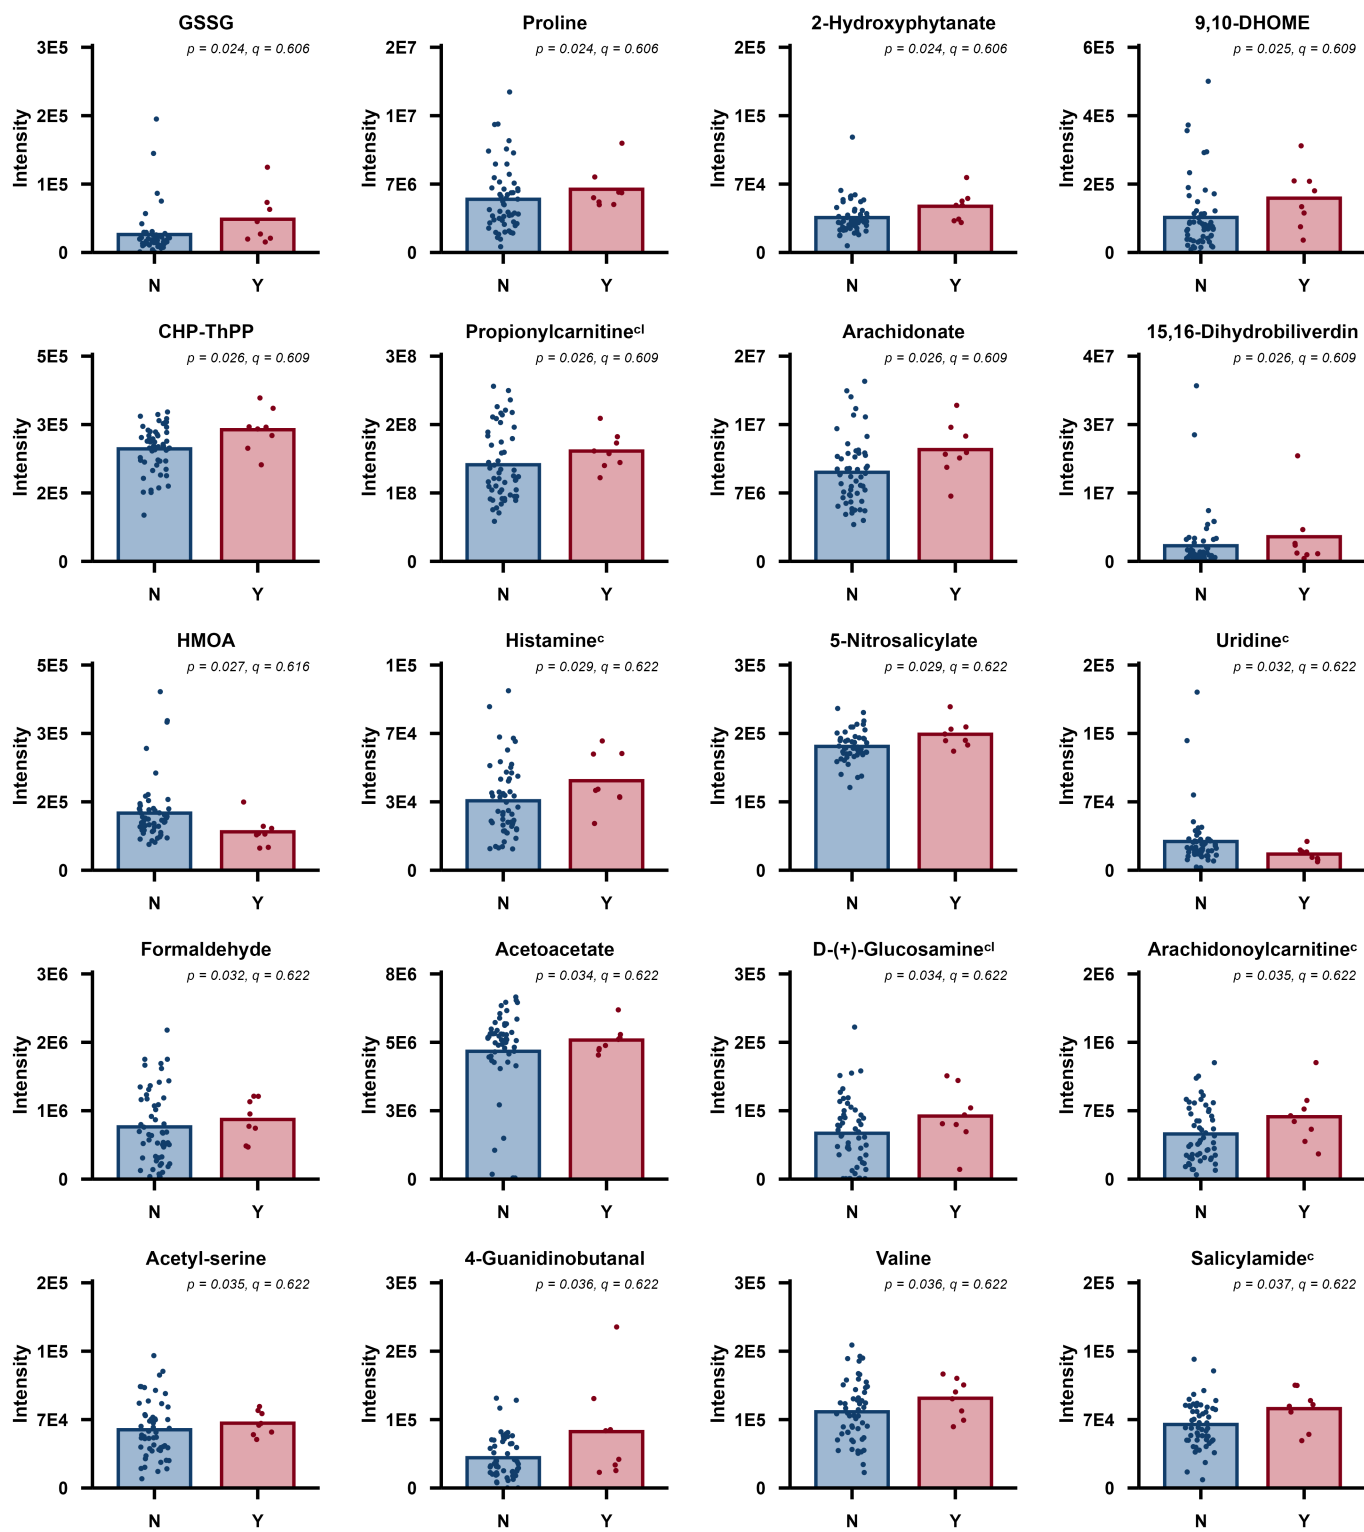 GSSG
p = 0.024, q = 0.606
3E5
2E5
1E5
0
Intensity
N Y
Proline
p = 0.024, q = 0.606
2E7
1E7
7E6
0
Intensity
N Y
2-Hydroxyphytanate
p = 0.024, q = 0.606
2E5
1E5
7E4
0
Intensity
N Y
9,10-DHOME
p = 0.025, q = 0.609
6E5
4E5
2E5
0
Intensity
N Y
CHP-ThPP
p = 0.026, q = 0.609
5E5
3E5
2E5
0
Intensity
N Y
Propionylcarnitineᶜˡ
p = 0.026, q = 0.609
3E8
2E8
1E8
0
Intensity
N Y
Arachidonate
p = 0.026, q = 0.609
2E7
1E7
7E6
0
Intensity
N Y
15,16-Dihydrobiliverdin
p = 0.026, q = 0.609
4E7
3E7
1E7
0
Intensity
N Y
HMOA
p = 0.027, q = 0.616
5E5
3E5
2E5
0
Intensity
N Y
Histamineᶜ
p = 0.029, q = 0.622
1E5
7E4
3E4
0
Intensity
N Y
5-Nitrosalicylate
p = 0.029, q = 0.622
3E5
2E5
1E5
0
Intensity
N Y
Uridineᶜ
p = 0.032, q = 0.622
2E5
1E5
7E4
0
Intensity
N Y
Formaldehyde
p = 0.032, q = 0.622
3E6
2E6
1E6
0
Intensity
N Y
Acetoacetate
p = 0.034, q = 0.622
8E6
5E6
3E6
0
Intensity
N Y
D-(+)-Glucosamineᶜˡ
p = 0.034, q = 0.622
3E5
2E5
1E5
0
Intensity
N Y
Arachidonoylcarnitineᶜ
p = 0.035, q = 0.622
2E6
1E6
7E5
0
Intensity
N Y
Acetyl-serine
p = 0.035, q = 0.622
2E5
1E5
7E4
0
Intensity
N Y
4-Guanidinobutanal
p = 0.036, q = 0.622
3E5
2E5
1E5
0
Intensity
N Y
Valine
p = 0.036, q = 0.622
3E5
2E5
1E5
0
Intensity
N Y
Salicylamideᶜ
p = 0.037, q = 0.622
2E5
1E5
7E4
0
Intensity
N Y